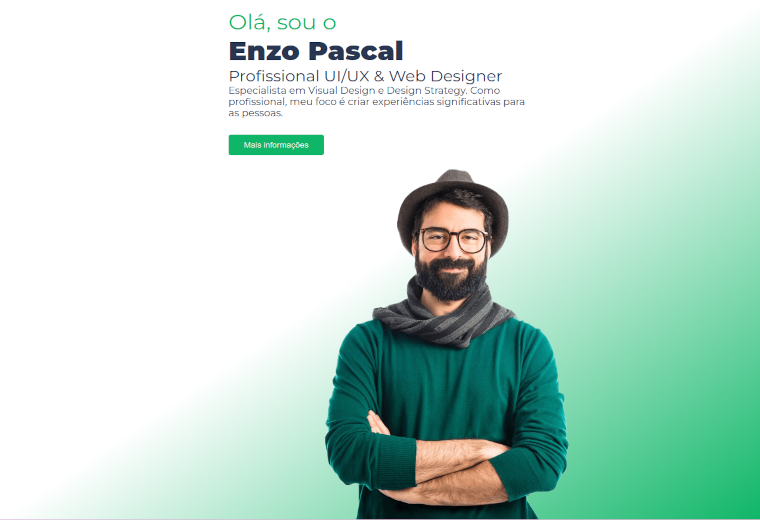 Olá, sou o
Enzo Pascal
Profissional UI/UX & Web Designer
Especialista em Visual Design e Design Strategy. Como
profissional, meu foco é criar experiências significativas para
as pessoas.
Mais informações